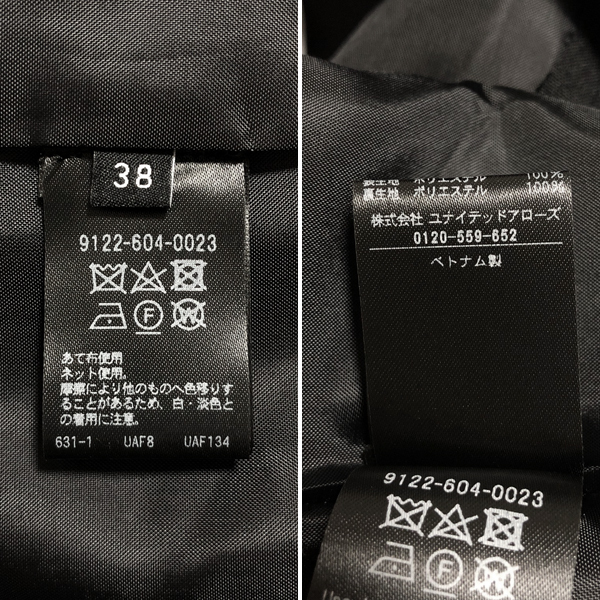 38
9122-604-0023
F
W
あて布使用
ネット使用。
摩擦により他のものへ色移りす
ることがあるため、白・淡色と
の着用に注意。
631-1 UAF8 UAF134
裏生地 ポリエステル 100%
裏生地 ポリエステル 100%
株式会社 ユナイテッドアローズ
0120-559-652
ベトナム製
9122-604-0023
F
W